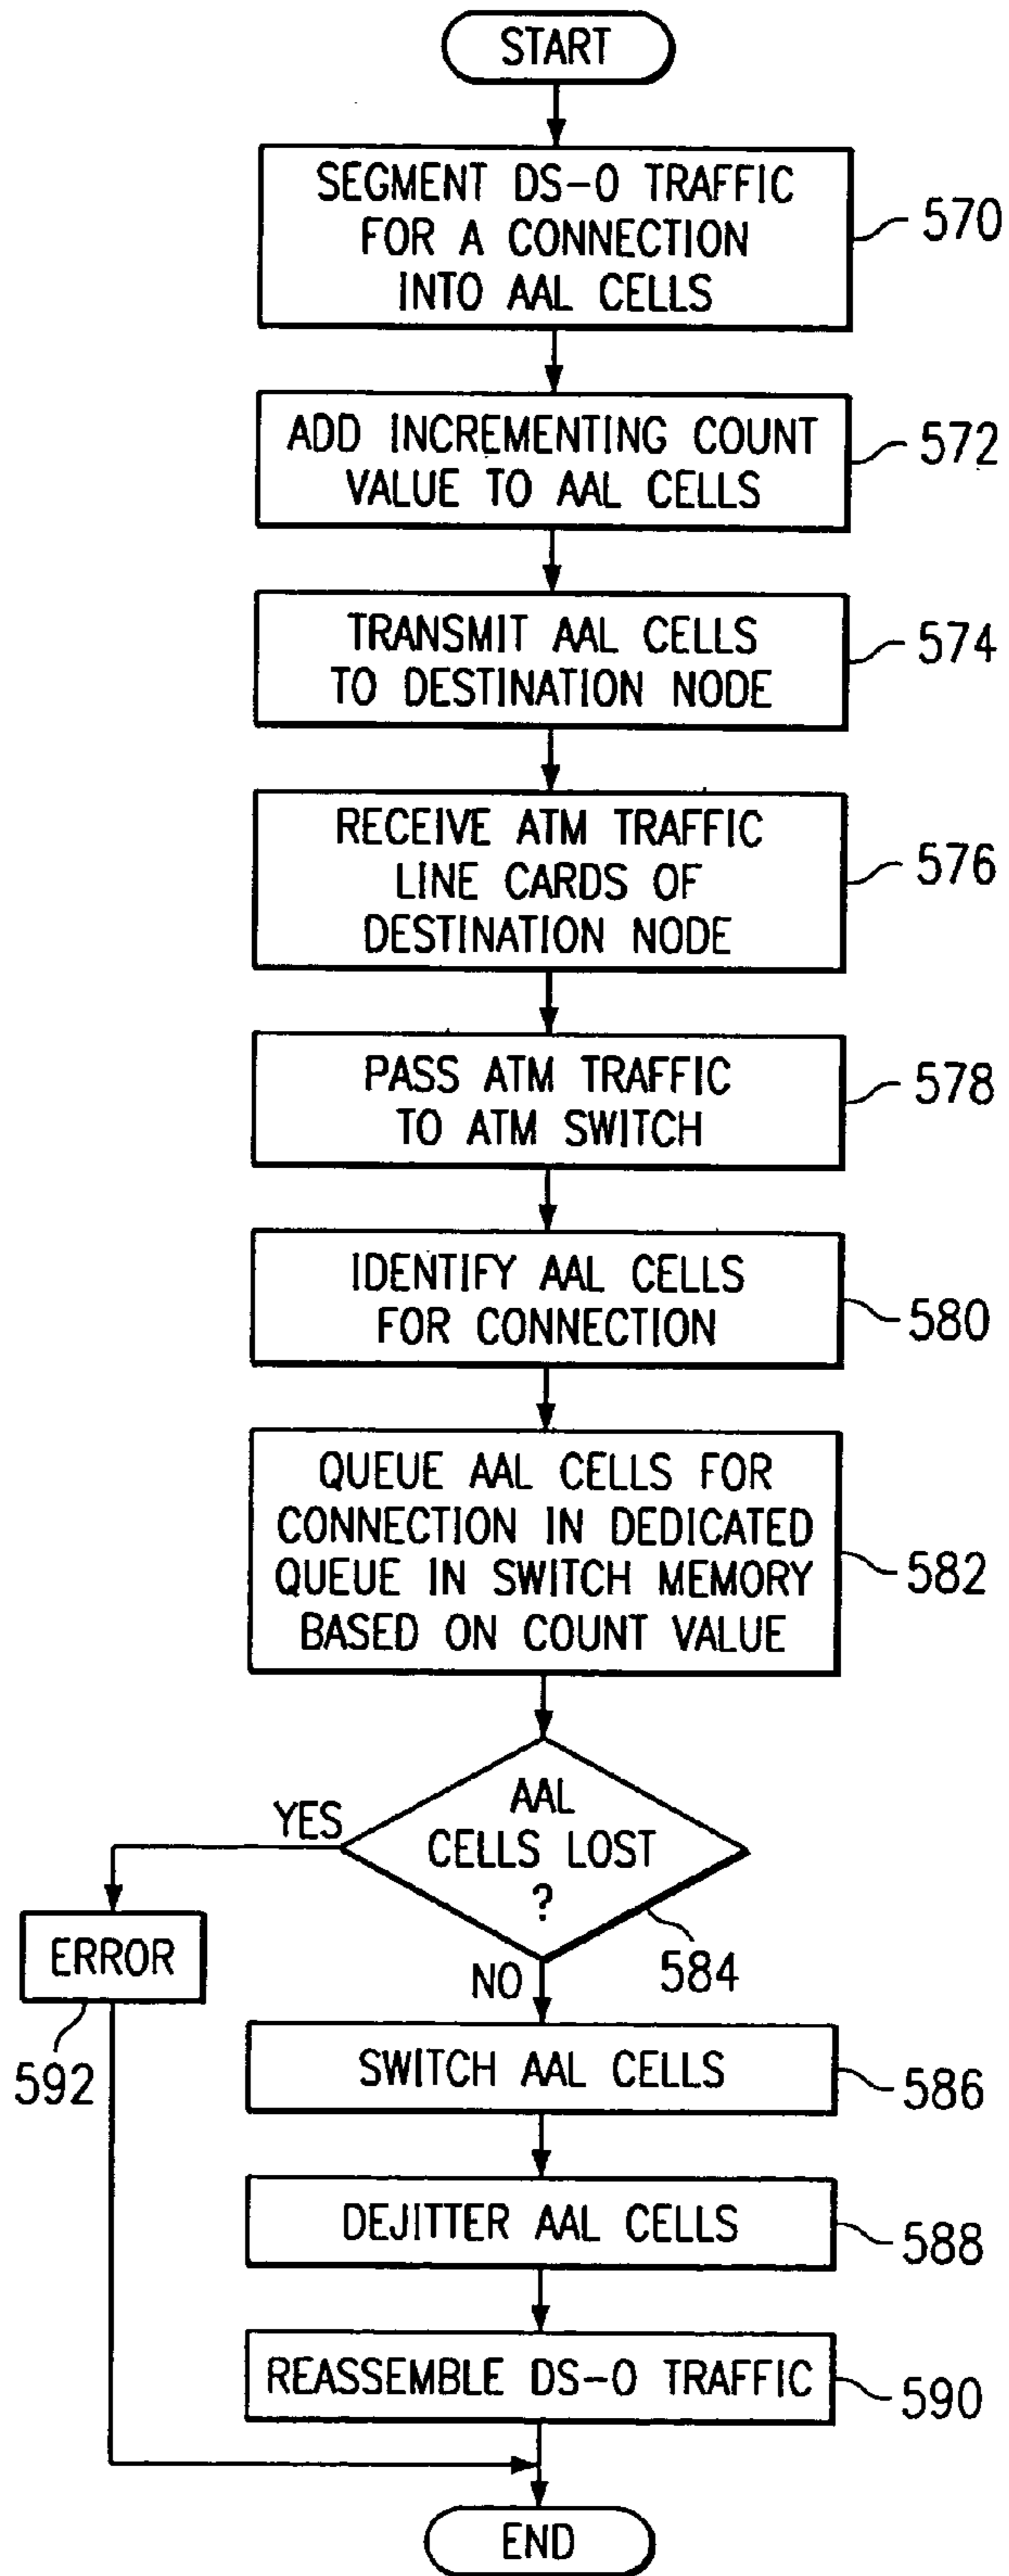 START
SEGMENT DS-0 TRAFFIC
FOR A CONNECTION
INTO AAL CELLS
570
ADD INCREMENTING COUNT
VALUE TO AAL CELLS
572
TRANSMIT AAL CELLS
TO DESTINATION NODE
574
RECEIVE ATM TRAFFIC
LINE CARDS OF
DESTINATION NODE
576
PASS ATM TRAFFIC
TO ATM SWITCH
578
IDENTIFY AAL CELLS
FOR CONNECTION
580
QUEUE AAL CELLS FOR
CONNECTION IN DEDICATED
QUEUE IN SWITCH MEMORY
BASED ON COUNT VALUE
582
AAL
CELLS LOST
?
584
YES
ERROR
592
NO
SWITCH AAL CELLS
586
DEJITTER AAL CELLS
588
REASSEMBLE DS-0 TRAFFIC
590
END